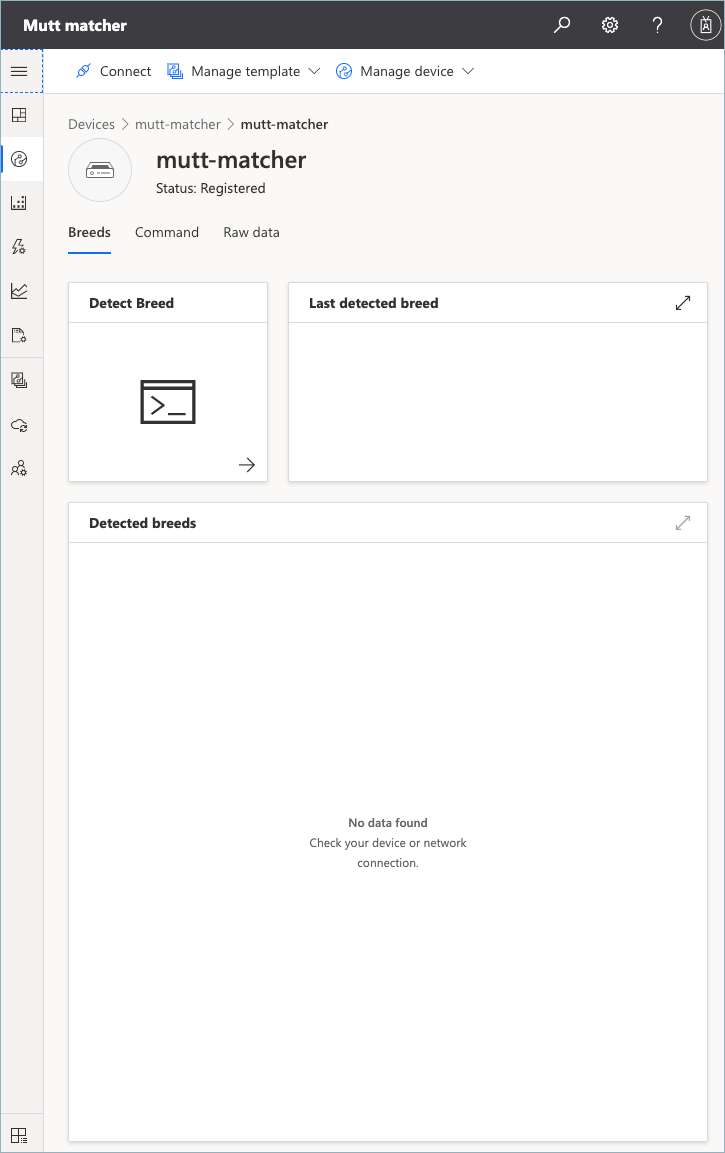 Mutt matcher
Connect Manage template Manage device
Devices > mutt-matcher > mutt-matcher
mutt-matcher
Status: Registered
Breeds Command Raw data
Detect Breed
Last detected breed
Detected breeds
No data found
Check your device or network
connection.